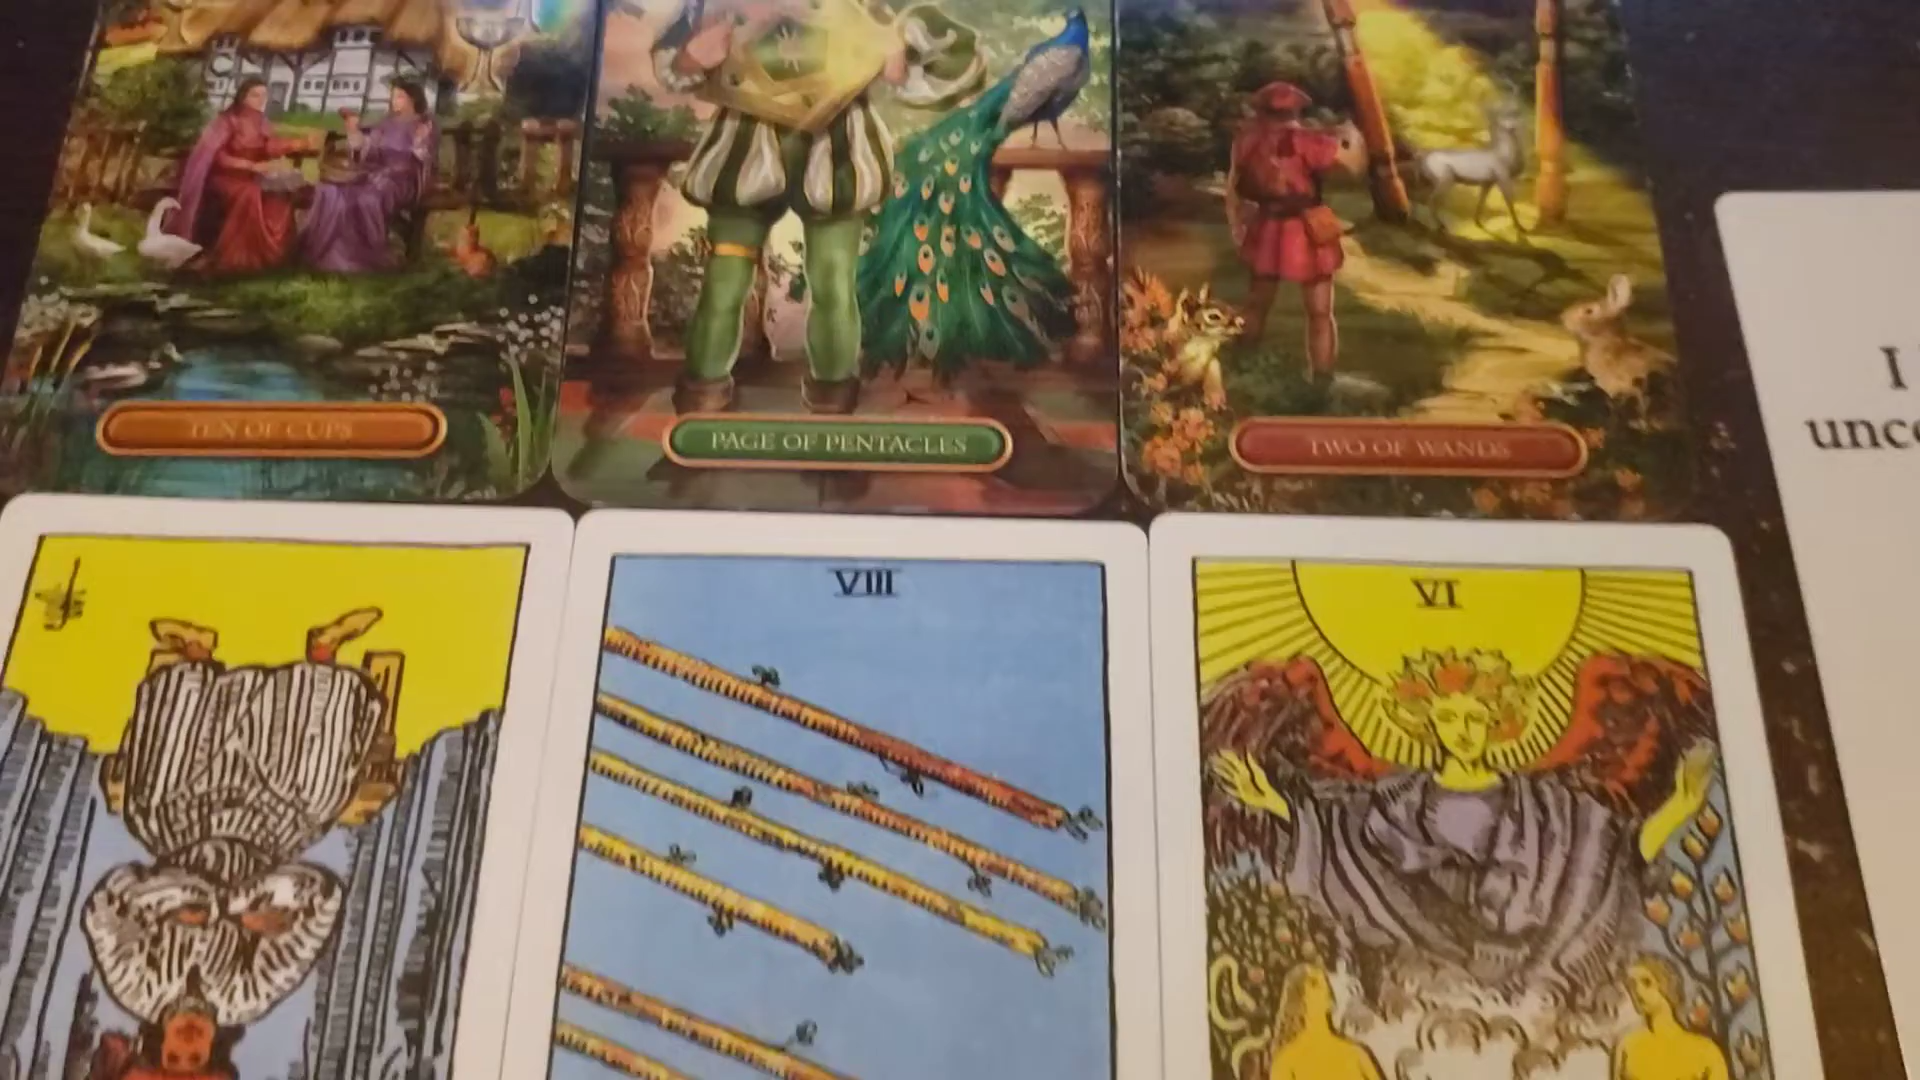 TEN OF CUPS
PAGE OF PENTACLES
TWO OF WANDS
I
VIII
VI